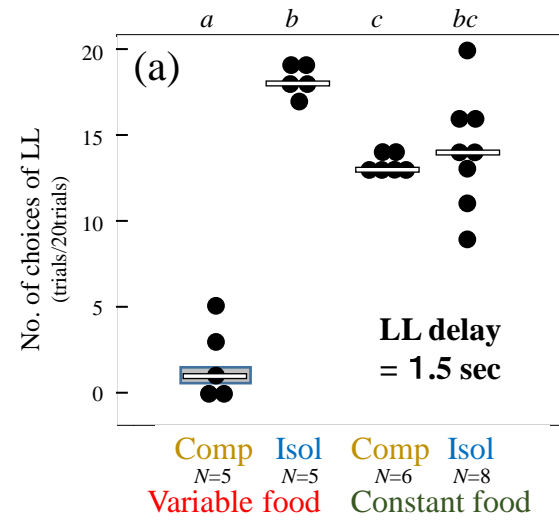 a b c bc
(a)
20
15
10
5
0
No. of choices of LL
(trials/20trials)
LL delay
= 1.5 sec
Comp Isol Comp Isol
N=5 N=5 N=6 N=8
Variable food Constant food